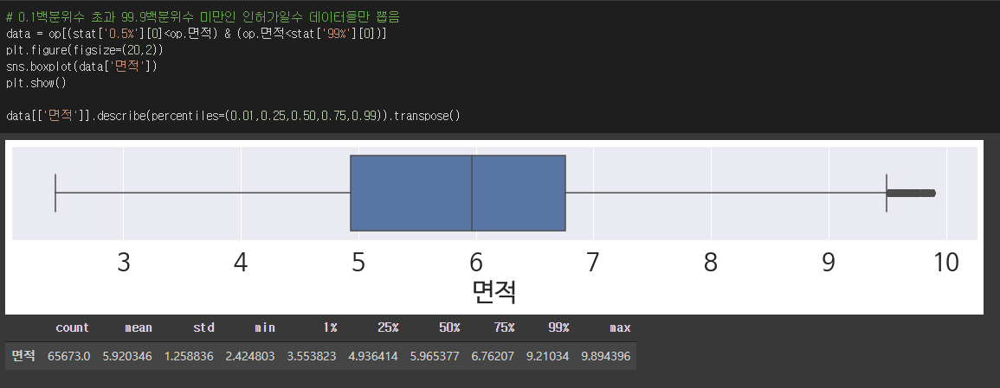 # 0.1백분위수 초과 99.9백분위수 미만인 인허가일수 데이터들만 뽑음
data = op[(stat['0.5%'][0]<op.면적) & (op.면적<stat['99%'][0])]
plt.figure(figsize=(20,2))
sns.boxplot(data['면적'])
plt.show()
data[['면적']].describe(percentiles=(0.01,0.25,0.50,0.75,0.99)).transpose()
3 4 5 6 7 8 9 10
면적
count mean std min 1% 25% 50% 75% 99% max
면적 65673.0 5.920346 1.258836 2.424803 3.553823 4.936414 5.965377 6.76207 9.21034 9.894396